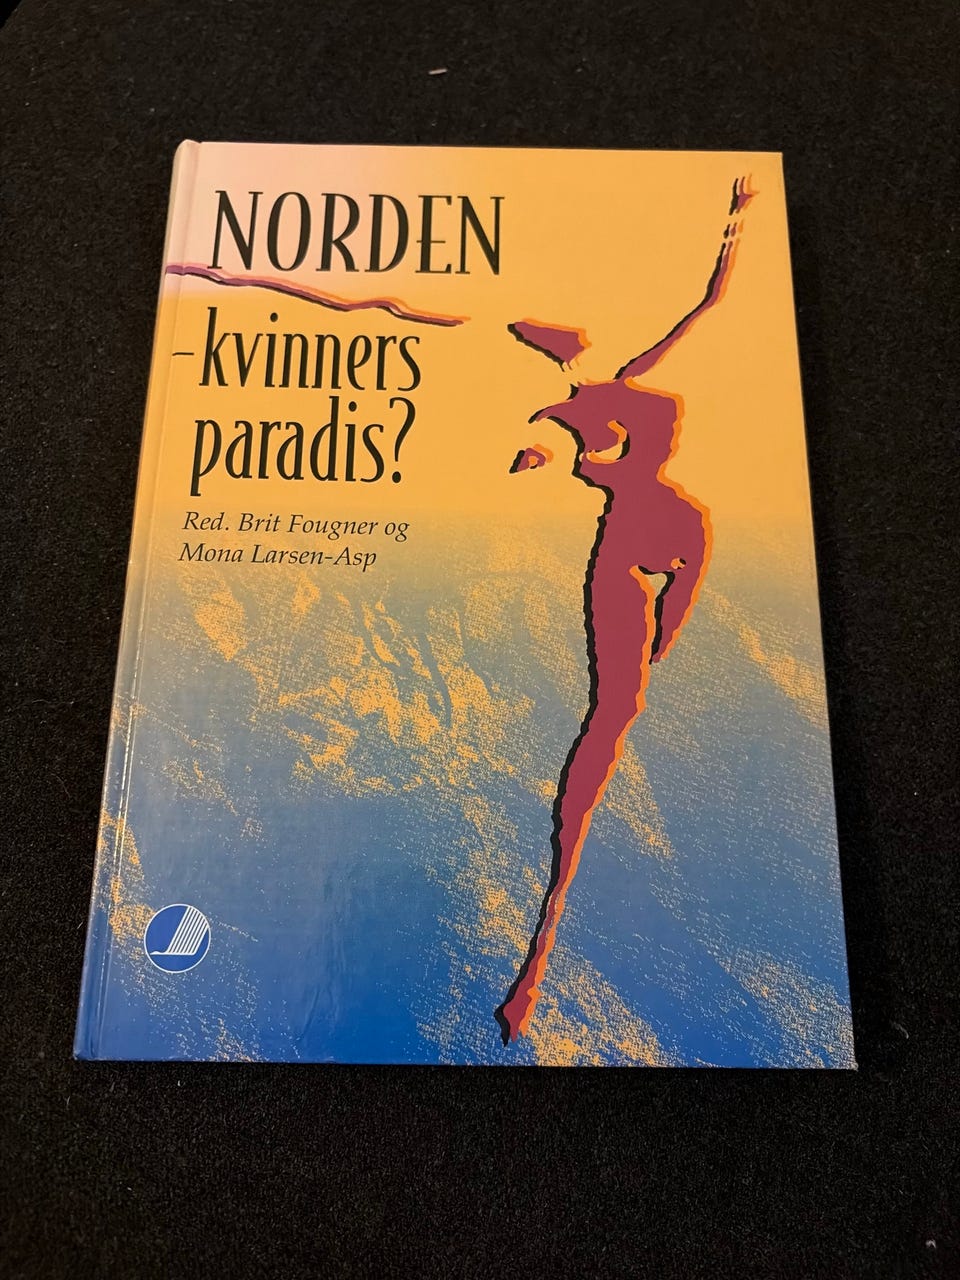 NORDEN
-kvinners
paradis?
Red. Brit Fougner og
Mona Larsen-Asp